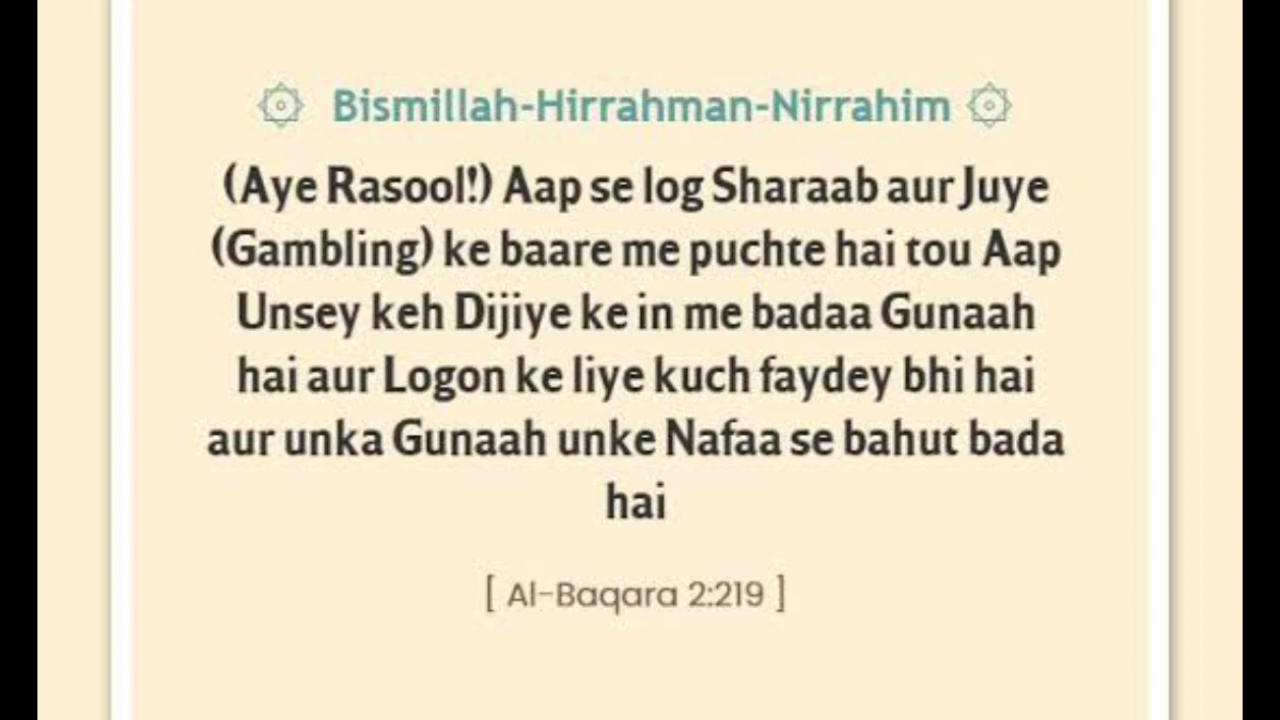 Bismillah-Hirrahman-Nirrahim
(Aye Rasool!) Aap se log Sharaab aur Juye
(Gambling) ke baare me puchte hai tou Aap
Unsey keh Dijiye ke in me badaa Gunaah
hai aur Logon ke liye kuch faydey bhi hai
aur unka Gunaah unke Nafaa se bahut bada
hai
[ Al-Baqara 2:219 ]